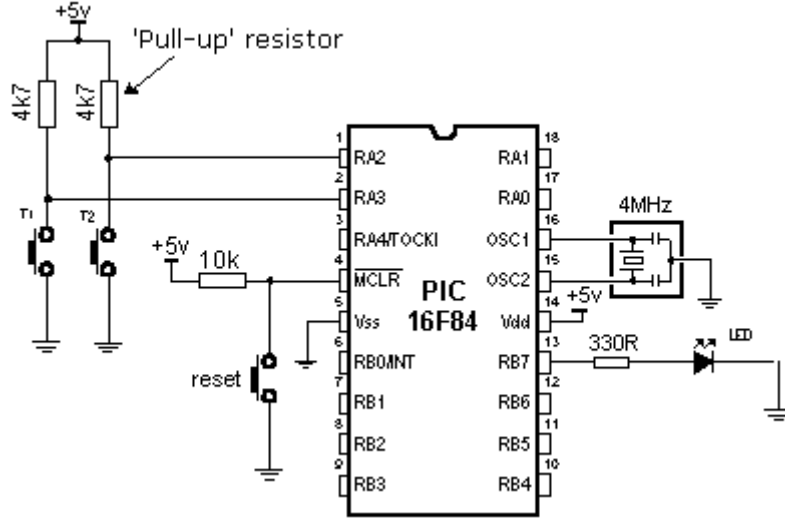 +5v
'Pull-up' resistor
4k7
4k7
T1
T2
+5v
10k
reset
1
RA2
2
RA3
3
RA4/TOCKI
4
MCLR
5
Vss
6
RB0/INT
7
RB1
8
RB2
9
RB3
PIC
16F84
18
RA1
17
RA0
16
OSC1
15
OSC2
14
Vdd
13
RB7
12
RB6
11
RB5
10
RB4
4MHz
+5v
330R
LED